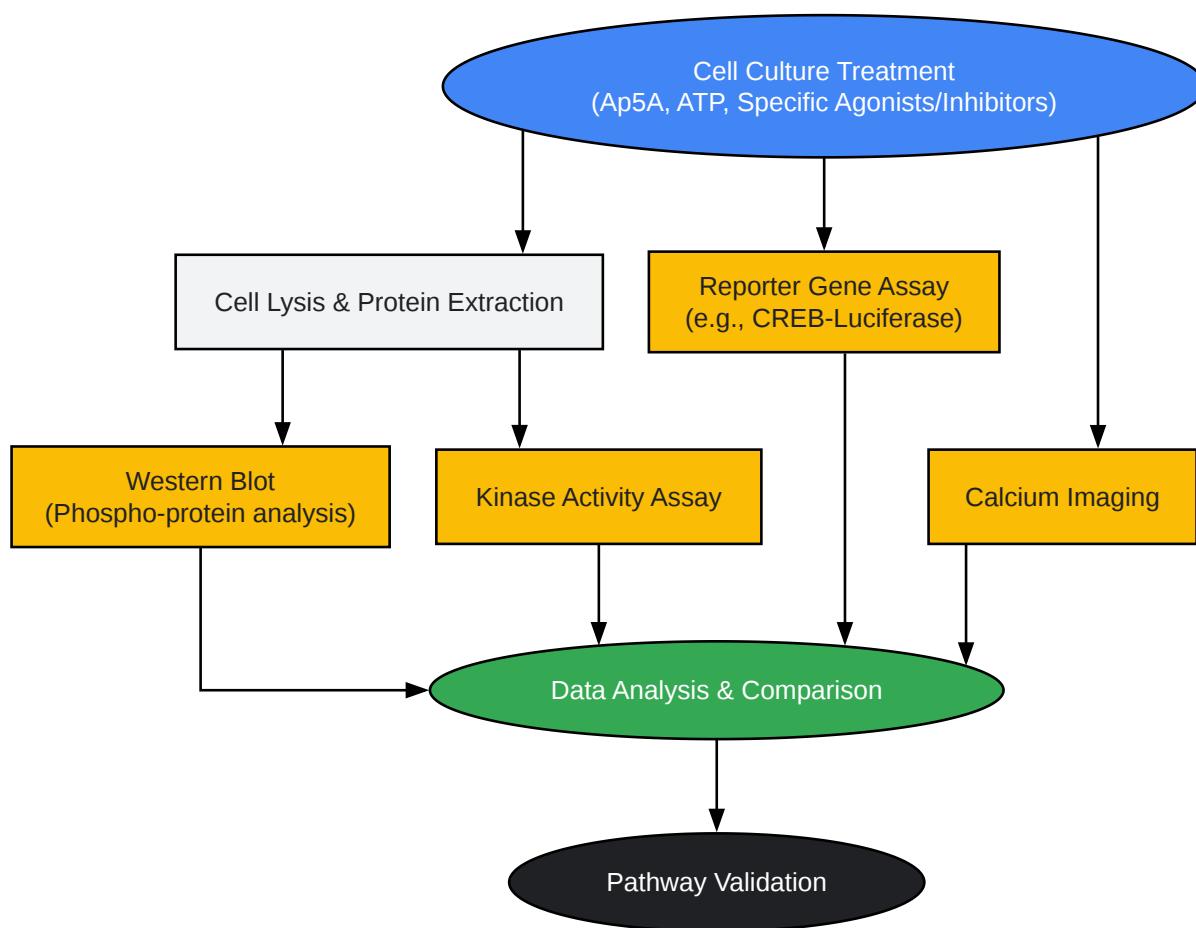 Cell Culture Treatment
(Ap5A, ATP, Specific Agonists/Inhibitors)
Cell Lysis & Protein Extraction
Reporter Gene Assay
(e.g., CREB-Luciferase)
Western Blot
(Phospho-protein analysis)
Kinase Activity Assay
Calcium Imaging
Data Analysis & Comparison
Pathway Validation